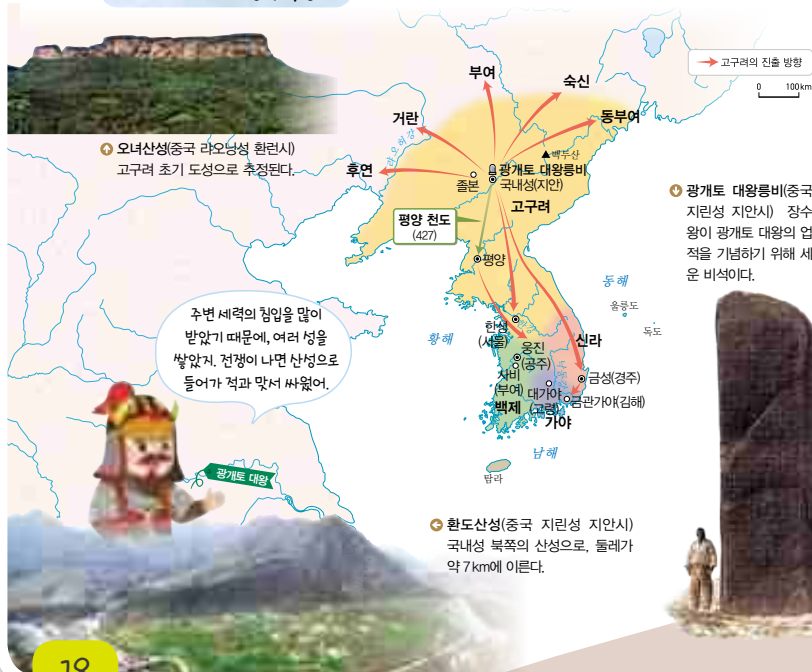 부여
숙신
거란
동부여
후연
고구려의 진출 방향
0 100km
랴오허강
백두산
오녀산성(중국 랴오닝성 환런시)
고구려 초기 도성으로 추정된다.
졸본
광개토 대왕릉비
국내성(지안)
고구려
평양 천도
(427)
평양
광개토 대왕릉비(중국
지린성 지안시) 장수
왕이 광개토 대왕의 업
적을 기념하기 위해 세
운 비석이다.
동해
울릉도
독도
황해
한성
(서울)
한강
신라
웅진
(공주)
사비
(부여)
백제
대가야
(고령)
가야
금성(경주)
금관가야(김해)
남해
탐라
주변 세력의 침입을 많이
받았기 때문에, 여러 성을
쌓았지. 전쟁이 나면 산성으로
들어가 적과 맞서 싸웠어.
광개토 대왕
환도산성(중국 지린성 지안시)
국내성 북쪽의 산성으로, 둘레가
약 7km에 이른다.